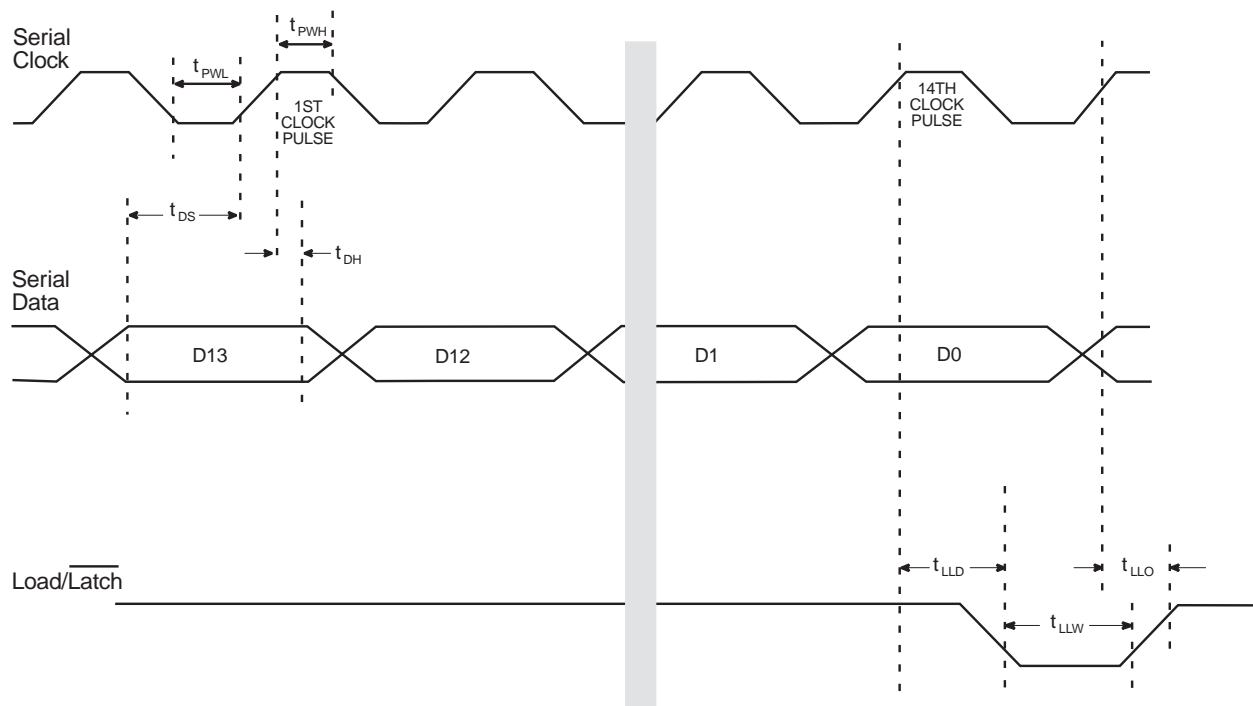 Serial
Clock
tPWL
tPWH
1ST
CLOCK
PULSE
14TH
CLOCK
PULSE
tDS
tDH
Serial
Data
D13
D12
D1
D0
Load/Latch
tLLD
tLLO
tLLW